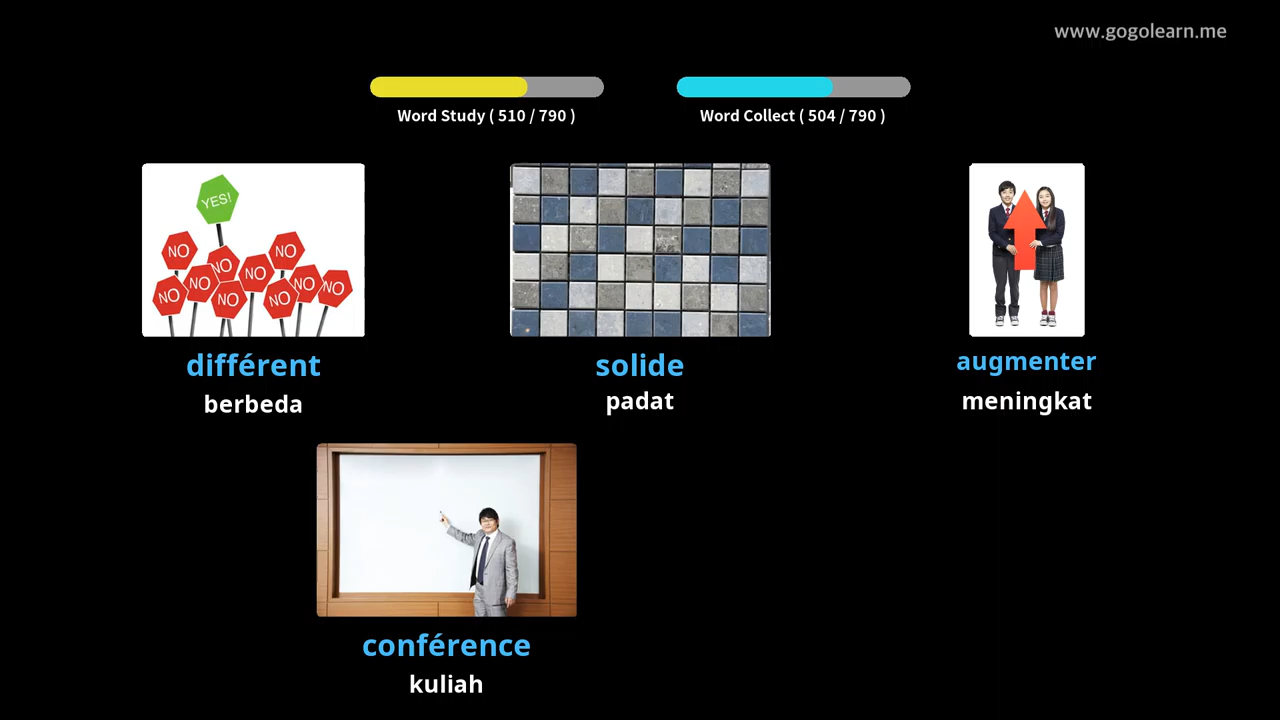 www.gogolearn.me
Word Study ( 510 / 790 )
Word Collect ( 504 / 790 )
YES!
NO
NO
NO
NO
NO
NO
NO
NO
NO
NO
différent
berbeda
solide
padat
augmenter
meningkat
conférence
kuliah